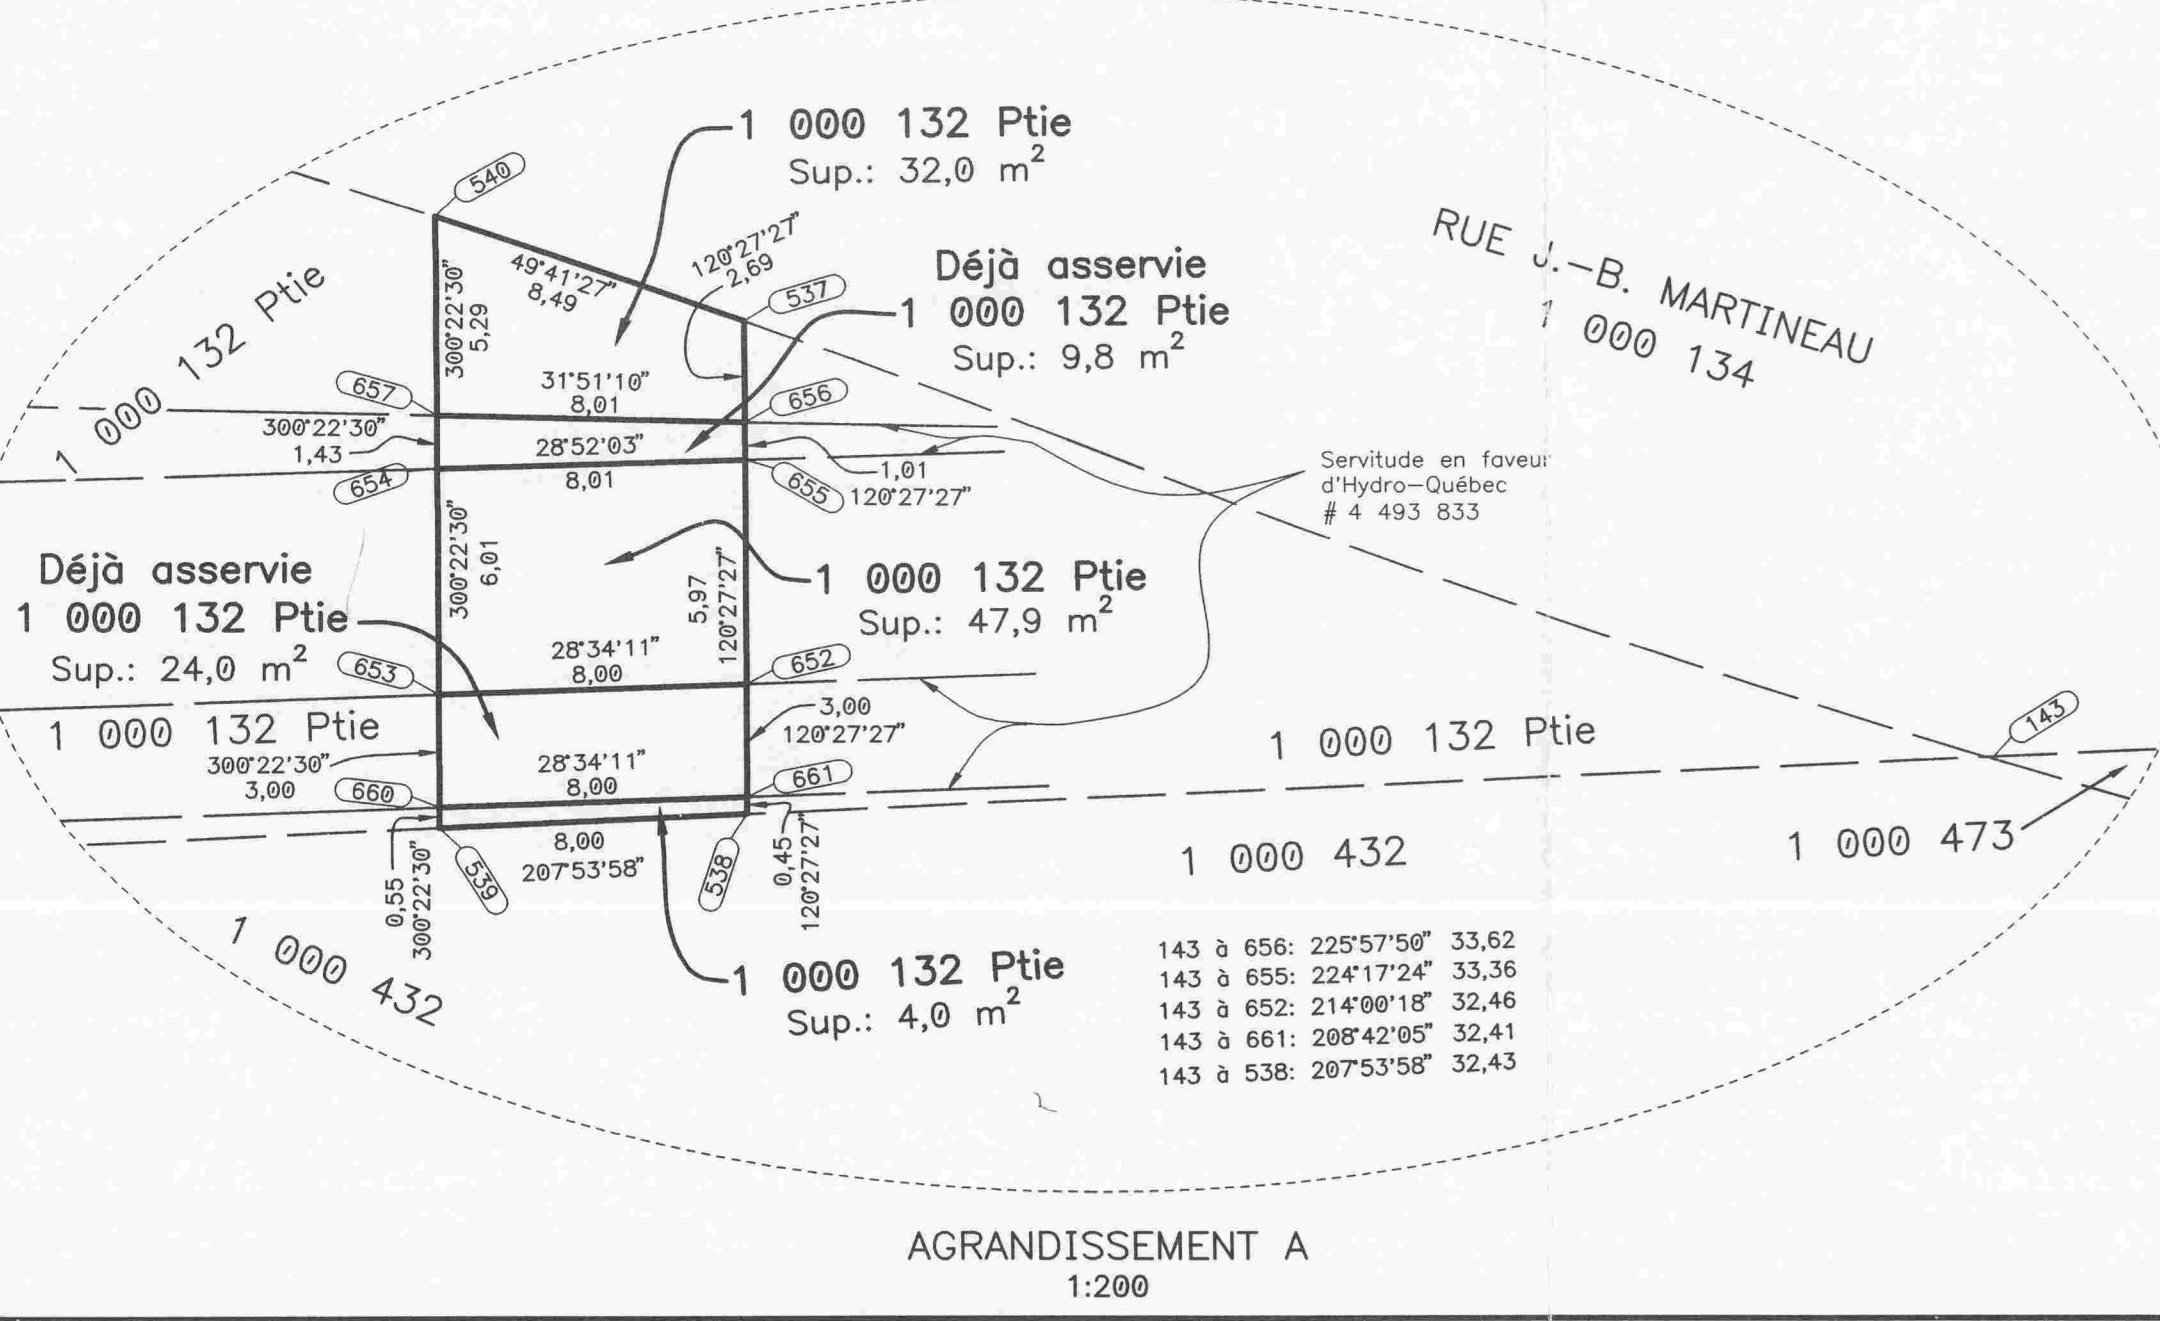 1 000 132 Ptie
Sup.: 32,0 m²
540
49°41'27"
8,49
120°27'27"
2,69
537
300°22'30"
5,29
Déjà asservie
1 000 132 Ptie
Sup.: 9,8 m²
RUE J.-B. MARTINEAU
1 000 134
1 000 132 Ptie
657
31°51'10"
8,01
656
300°22'30"
1,43
28°52'03"
8,01
654
655
1,01
120°27'27"
Servitude en faveur
d'Hydro-Québec
# 4 493 833
300°22'30"
6,01
5,97
120°27'27"
1 000 132 Ptie
Sup.: 47,9 m²
Déjà asservie
1 000 132 Ptie
Sup.: 24,0 m²
653
28°34'11"
8,00
652
1 000 132 Ptie
300°22'30"
3,00
3,00
120°27'27"
28°34'11"
8,00
660
661
1 000 132 Ptie
143
8,00
207°53'58"
539
538
0,55
300°22'30"
0,45
120°27'27"
1 000 432
1 000 473
1 000 432
1 000 132 Ptie
Sup.: 4,0 m²
143 à 656: 225°57'50" 33,62
143 à 655: 224°17'24" 33,36
143 à 652: 214°00'18" 32,46
143 à 661: 208°42'05" 32,41
143 à 538: 207°53'58" 32,43
AGRANDISSEMENT A
1:200